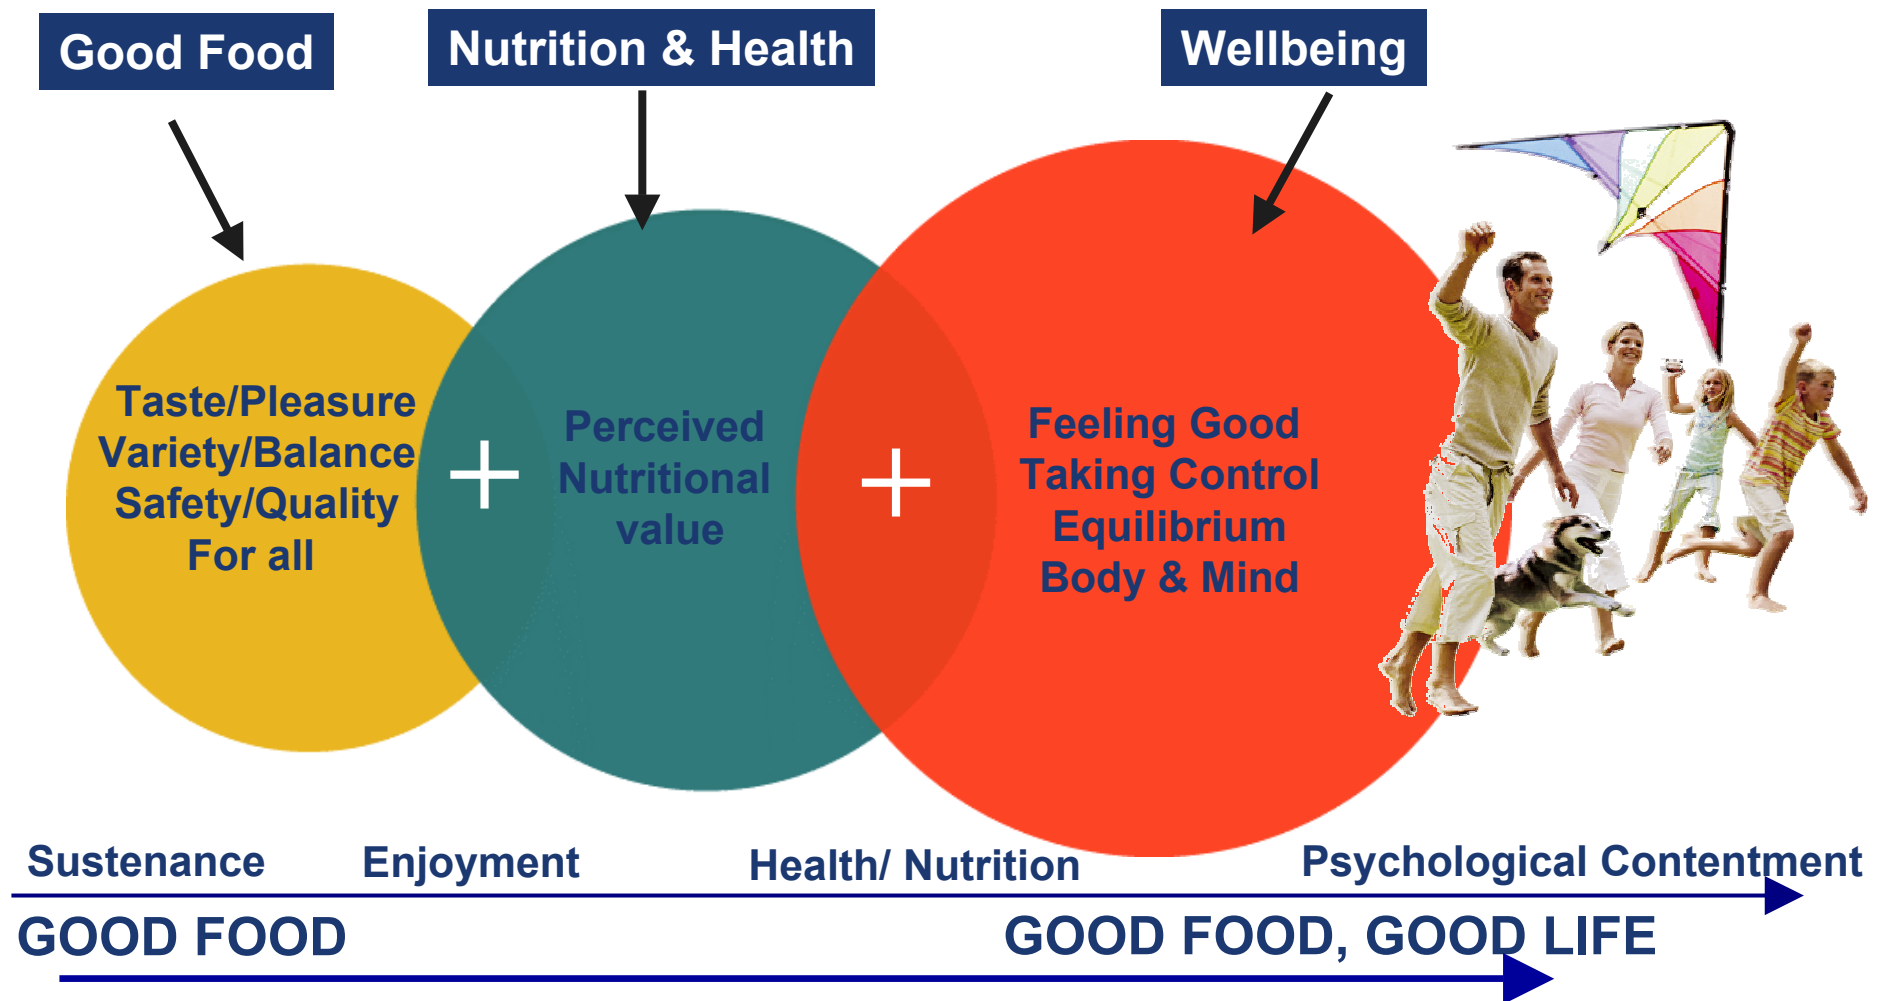 Good Food
Nutrition & Health
Wellbeing
Taste/Pleasure
Variety/Balance
Safety/Quality
For all
+
Perceived
Nutritional
value
+
Feeling Good
Taking Control
Equilibrium
Body & Mind
Sustenance
Enjoyment
Health/ Nutrition
Psychological Contentment
GOOD FOOD
GOOD FOOD, GOOD LIFE